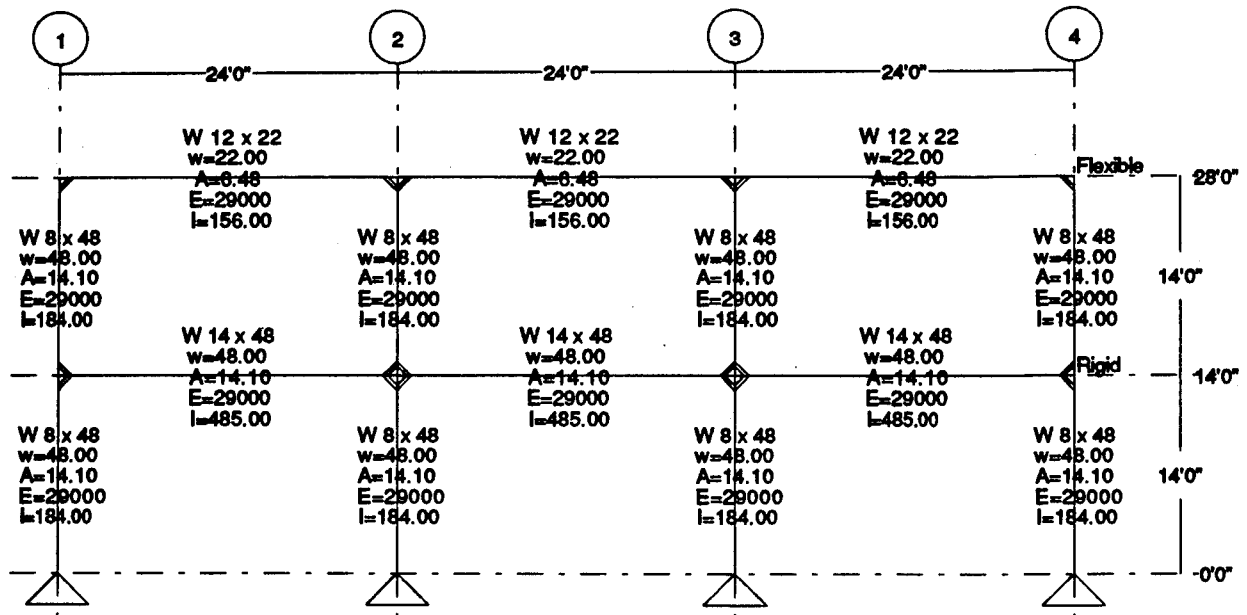 1 2 3 4
24'0" 24'0" 24'0"
W 12 x 22 W 12 x 22 W 12 x 22
w=22.00 w=22.00 w=22.00
A=6.48 A=6.48 A=6.48
E=29000 E=29000 E=29000
I=156.00 I=156.00 I=156.00
Flexible
28'0"
W 8 x 48 W 8 x 48 W 8 x 48 W 8 x 48
w=48.00 w=48.00 w=48.00 w=48.00
A=14.10 A=14.10 A=14.10 A=14.10
E=29000 E=29000 E=29000 E=29000
I=184.00 I=184.00 I=184.00 I=184.00
14'0"
W 14 x 48 W 14 x 48 W 14 x 48
w=48.00 w=48.00 w=48.00
A=14.10 A=14.10 A=14.10
E=29000 E=29000 E=29000
I=485.00 I=485.00 I=485.00
Rigid
14'0"
W 8 x 48 W 8 x 48 W 8 x 48 W 8 x 48
w=48.00 w=48.00 w=48.00 w=48.00
A=14.10 A=14.10 A=14.10 A=14.10
E=29000 E=29000 E=29000 E=29000
I=184.00 I=184.00 I=184.00 I=184.00
14'0"
0'0"